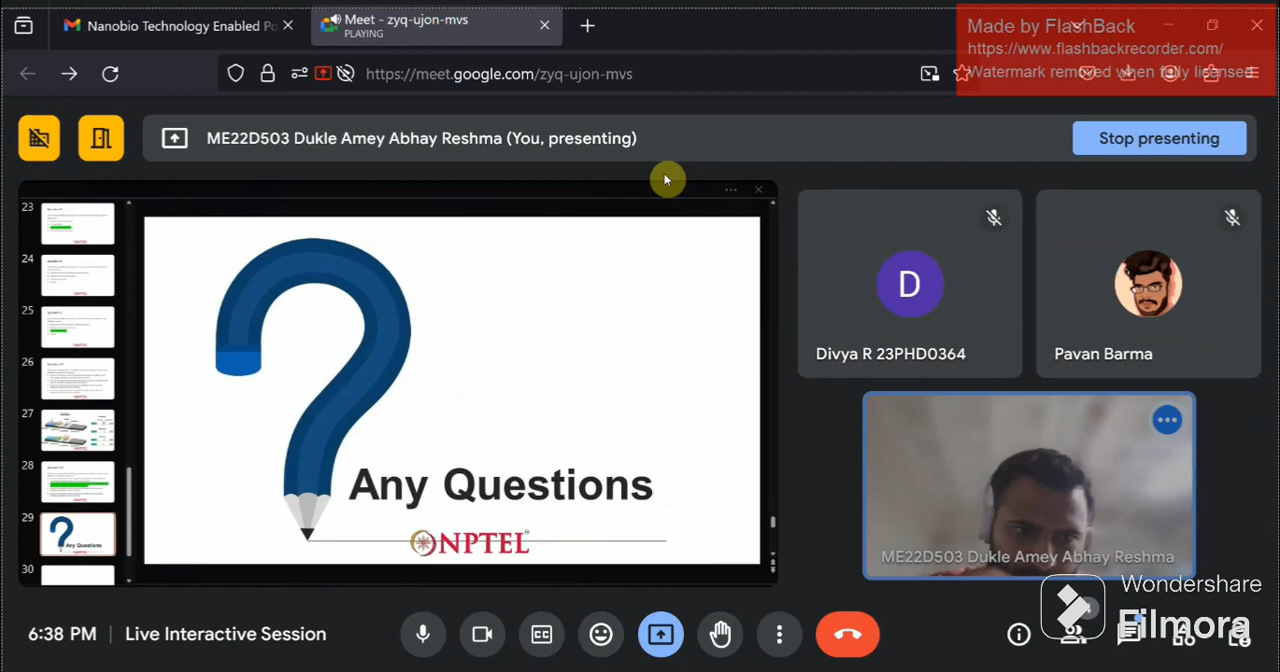 Nanobio Technology Enabled Po
Meet - zyq-ujon-mvs
PLAYING
Made by FlashBack
https://www.flashbackrecorder.com/
Watermark removed when fully licensed
https://meet.google.com/zyq-ujon-mvs
ME22D503 Dukle Amey Abhay Reshma (You, presenting)
Stop presenting
23
24
25
26
27
28
29
30
Any Questions
NPTEL
Any Questions
D
Divya R 23PHD0364
Pavan Barma
ME22D503 Dukle Amey Abhay Reshma
6:38 PM
Live Interactive Session
Wondershare
Filmora